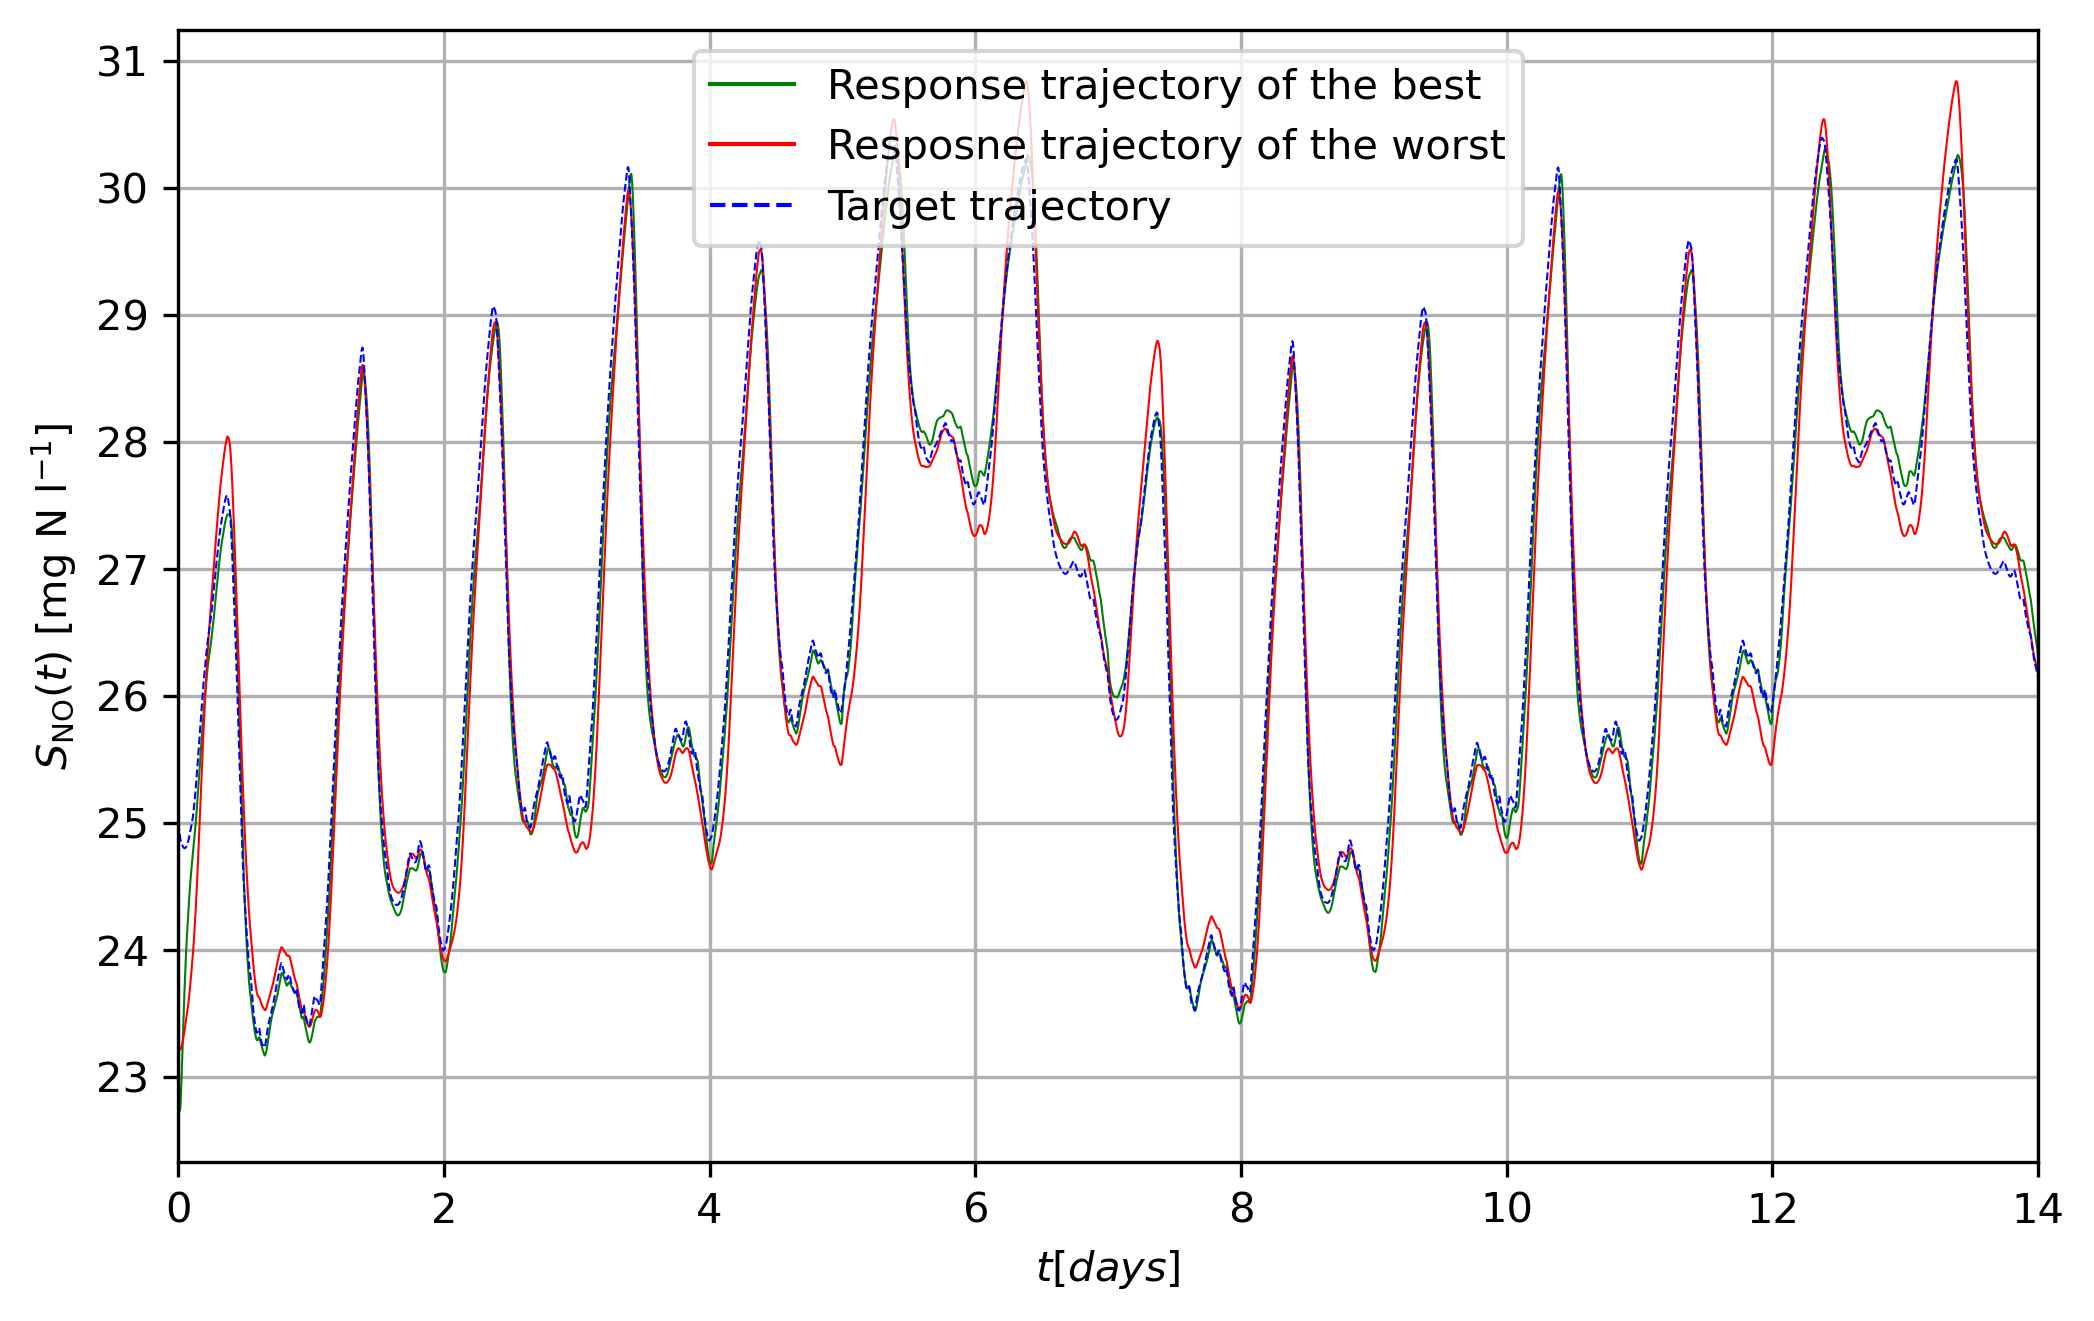 31
30
29
28
27
26
25
24
23
S_NO(t) [mg N l⁻¹]
Response trajectory of the best
Resposne trajectory of the worst
Target trajectory
0 2 4 6 8 10 12 14
t[days]